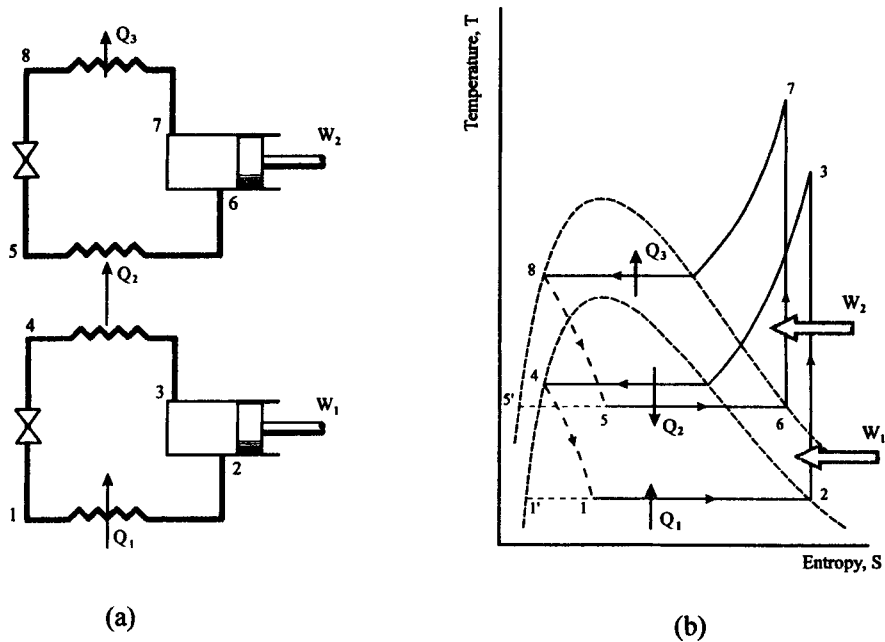 Q₃
8
7
W₂
6
5
Q₂
4
3
W₁
2
1
Q₁
(a)
Temperature, T
7
3
8
Q₃
W₂
4
5'
5
Q₂
6
W₁
1'
1
Q₁
2
Entropy, S
(b)